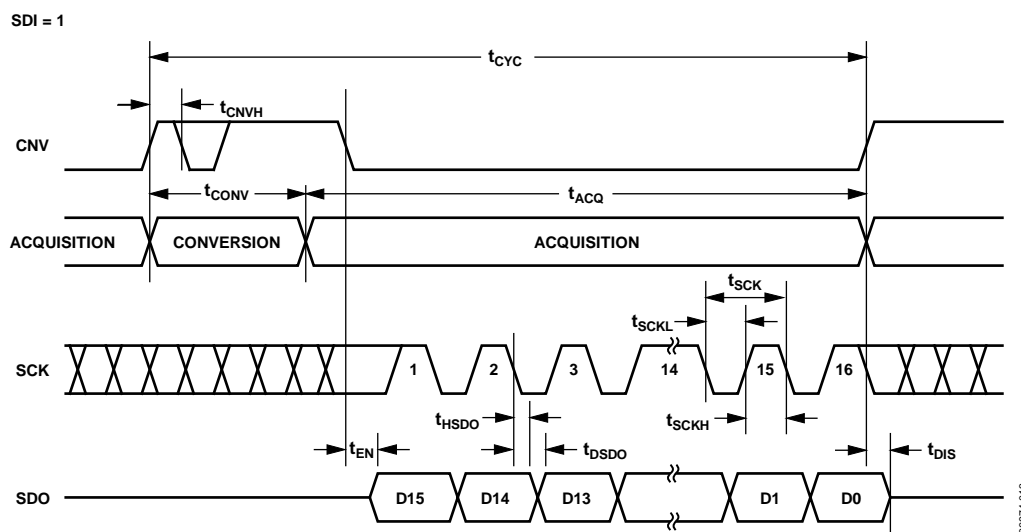 SDI = 1
tCYC
tCNVH
CNV
tCONV
tACQ
ACQUISITION CONVERSION ACQUISITION
tSCK
tSCKL
SCK 1 2 3 14 15 16
tHSDO
tSCKH
tEN
tDSDO
tDIS
SDO D15 D14 D13 D1 D0